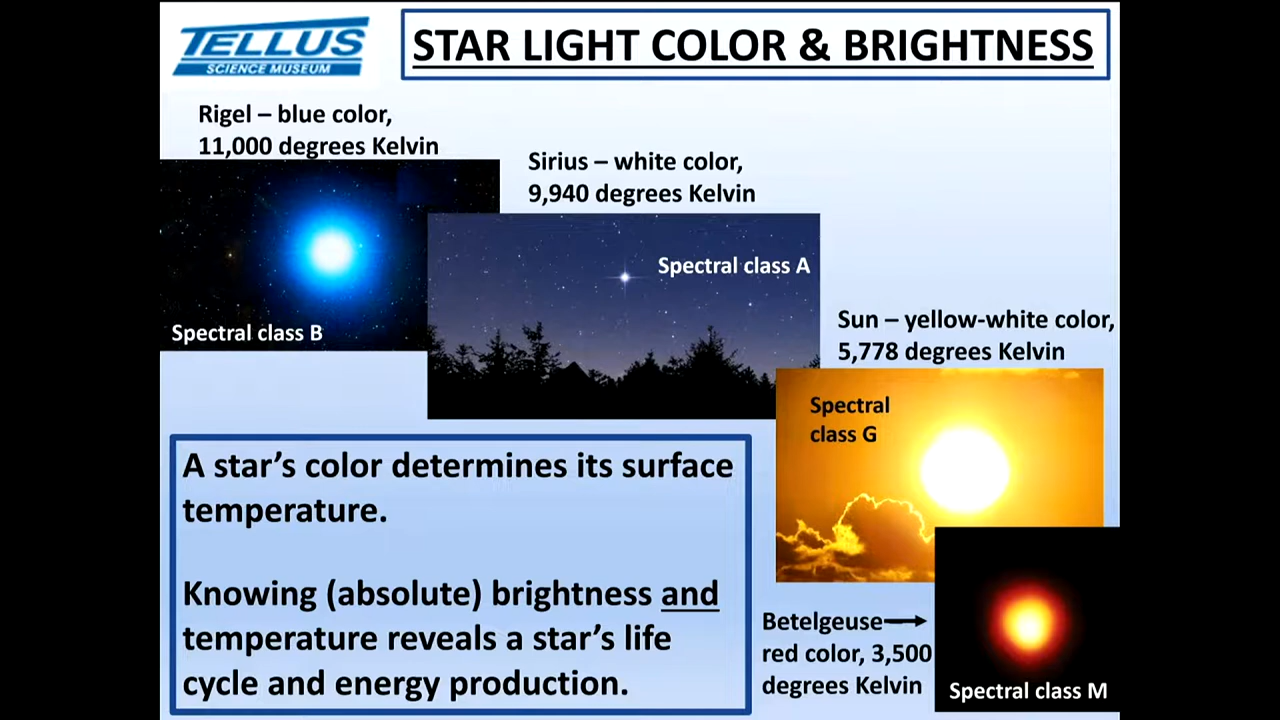 TELLUS
SCIENCE MUSEUM
STAR LIGHT COLOR & BRIGHTNESS
Rigel – blue color,
11,000 degrees Kelvin
Spectral class B
Sirius – white color,
9,940 degrees Kelvin
Spectral class A
Sun – yellow-white color,
5,778 degrees Kelvin
Spectral
class G
A star’s color determines its surface
temperature.
Knowing (absolute) brightness and
temperature reveals a star’s life
cycle and energy production.
Betelgeuse
red color, 3,500
degrees Kelvin
Spectral class M